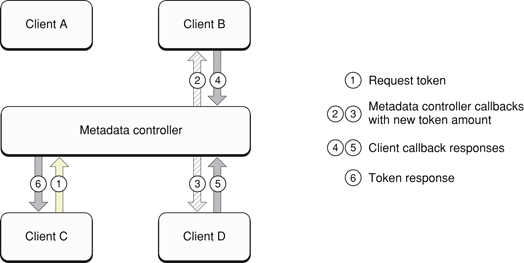 Client A
Client B
2
4
1 Request token
2 3 Metadata controller callbacks
with new token amount
Metadata controller
4 5 Client callback responses
6
1
3
5
6 Token response
Client C
Client D